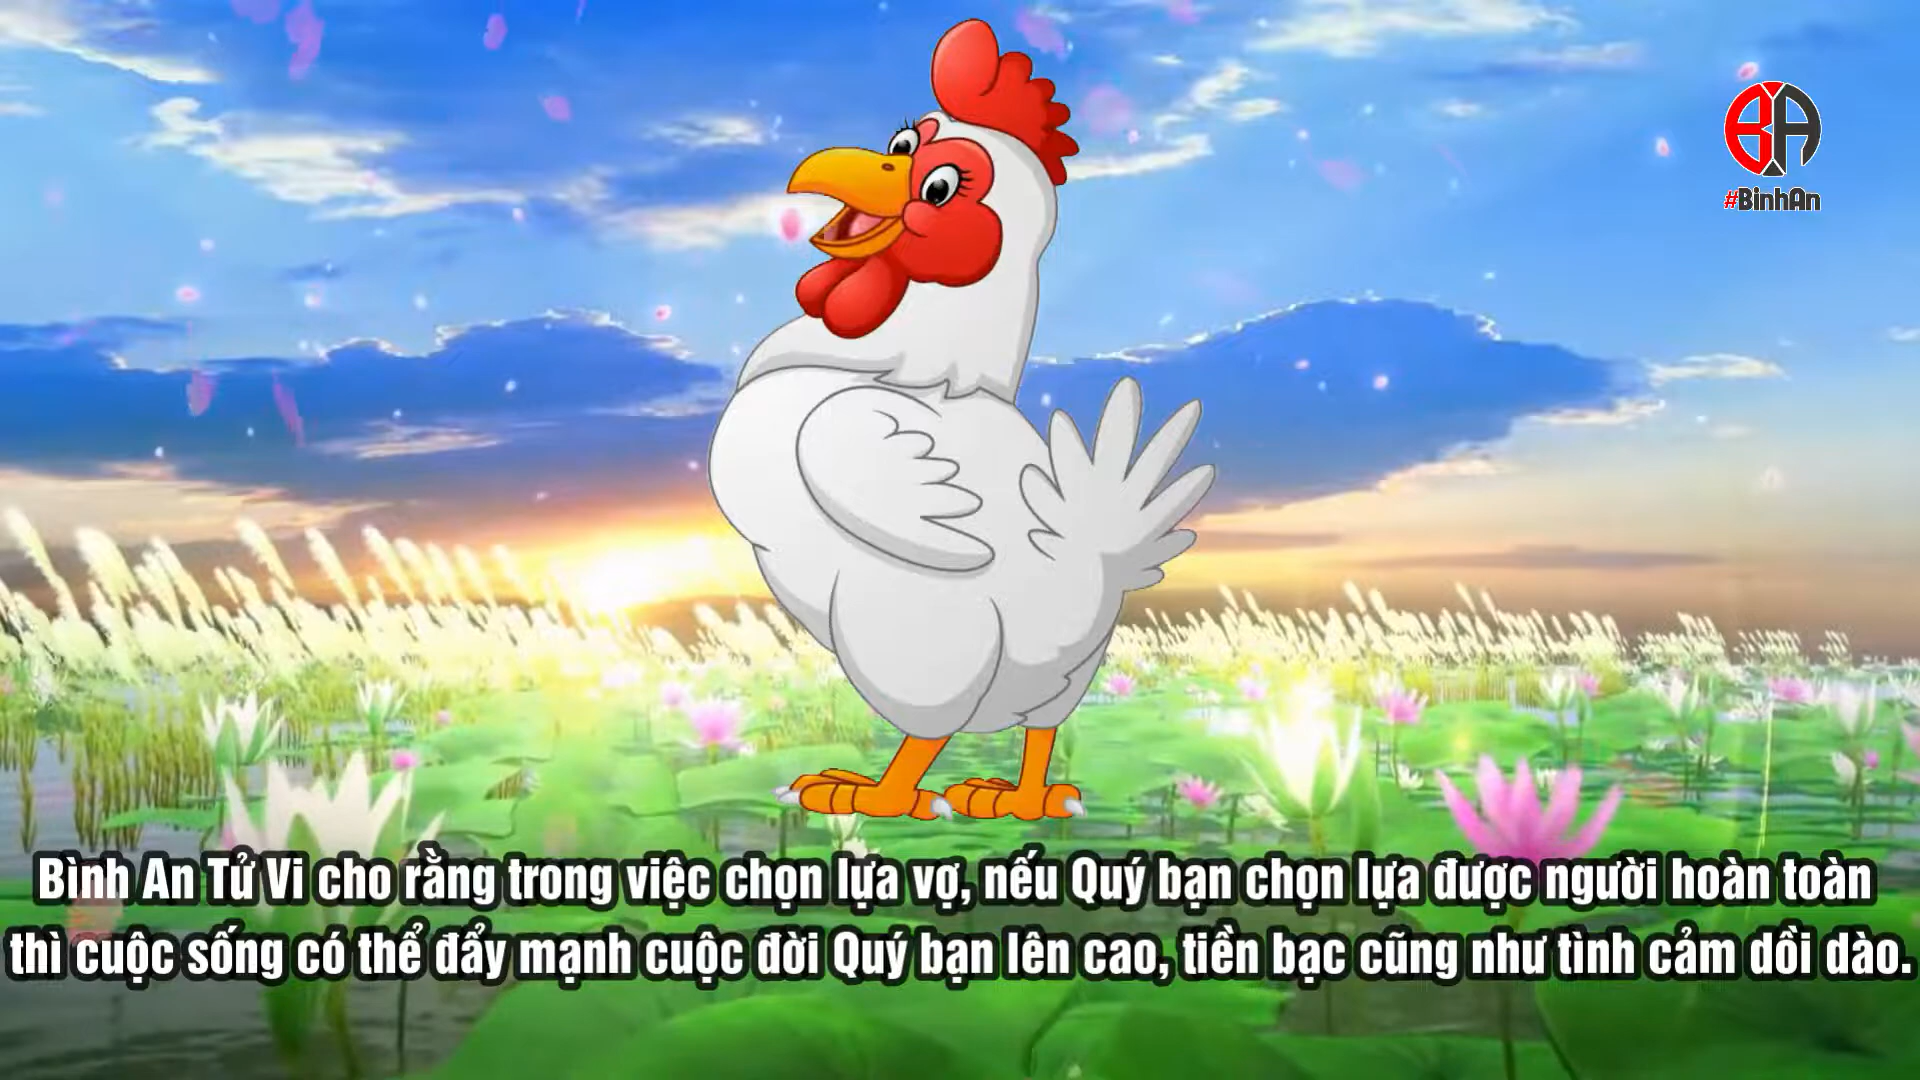 BA
#BinhAn
Bình An Tử Vi cho rằng trong việc chọn lựa vợ, nếu Quý bạn chọn lựa được người hoàn toàn
thì cuộc sống có thể đẩy mạnh cuộc đời Quý bạn lên cao, tiền bạc cũng như tình cảm dồi dào.